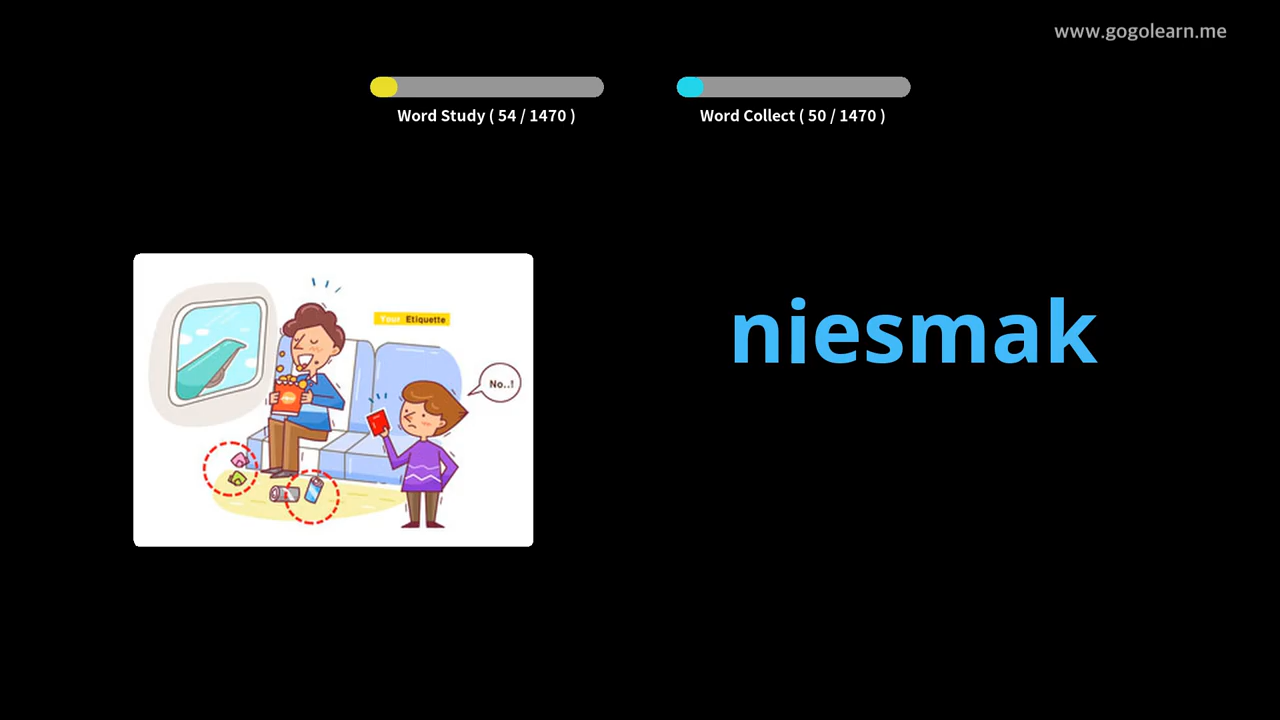 www.gogolearn.me
Word Study ( 54 / 1470 )
Word Collect ( 50 / 1470 )
Your Etiquette
niesmak
No..!